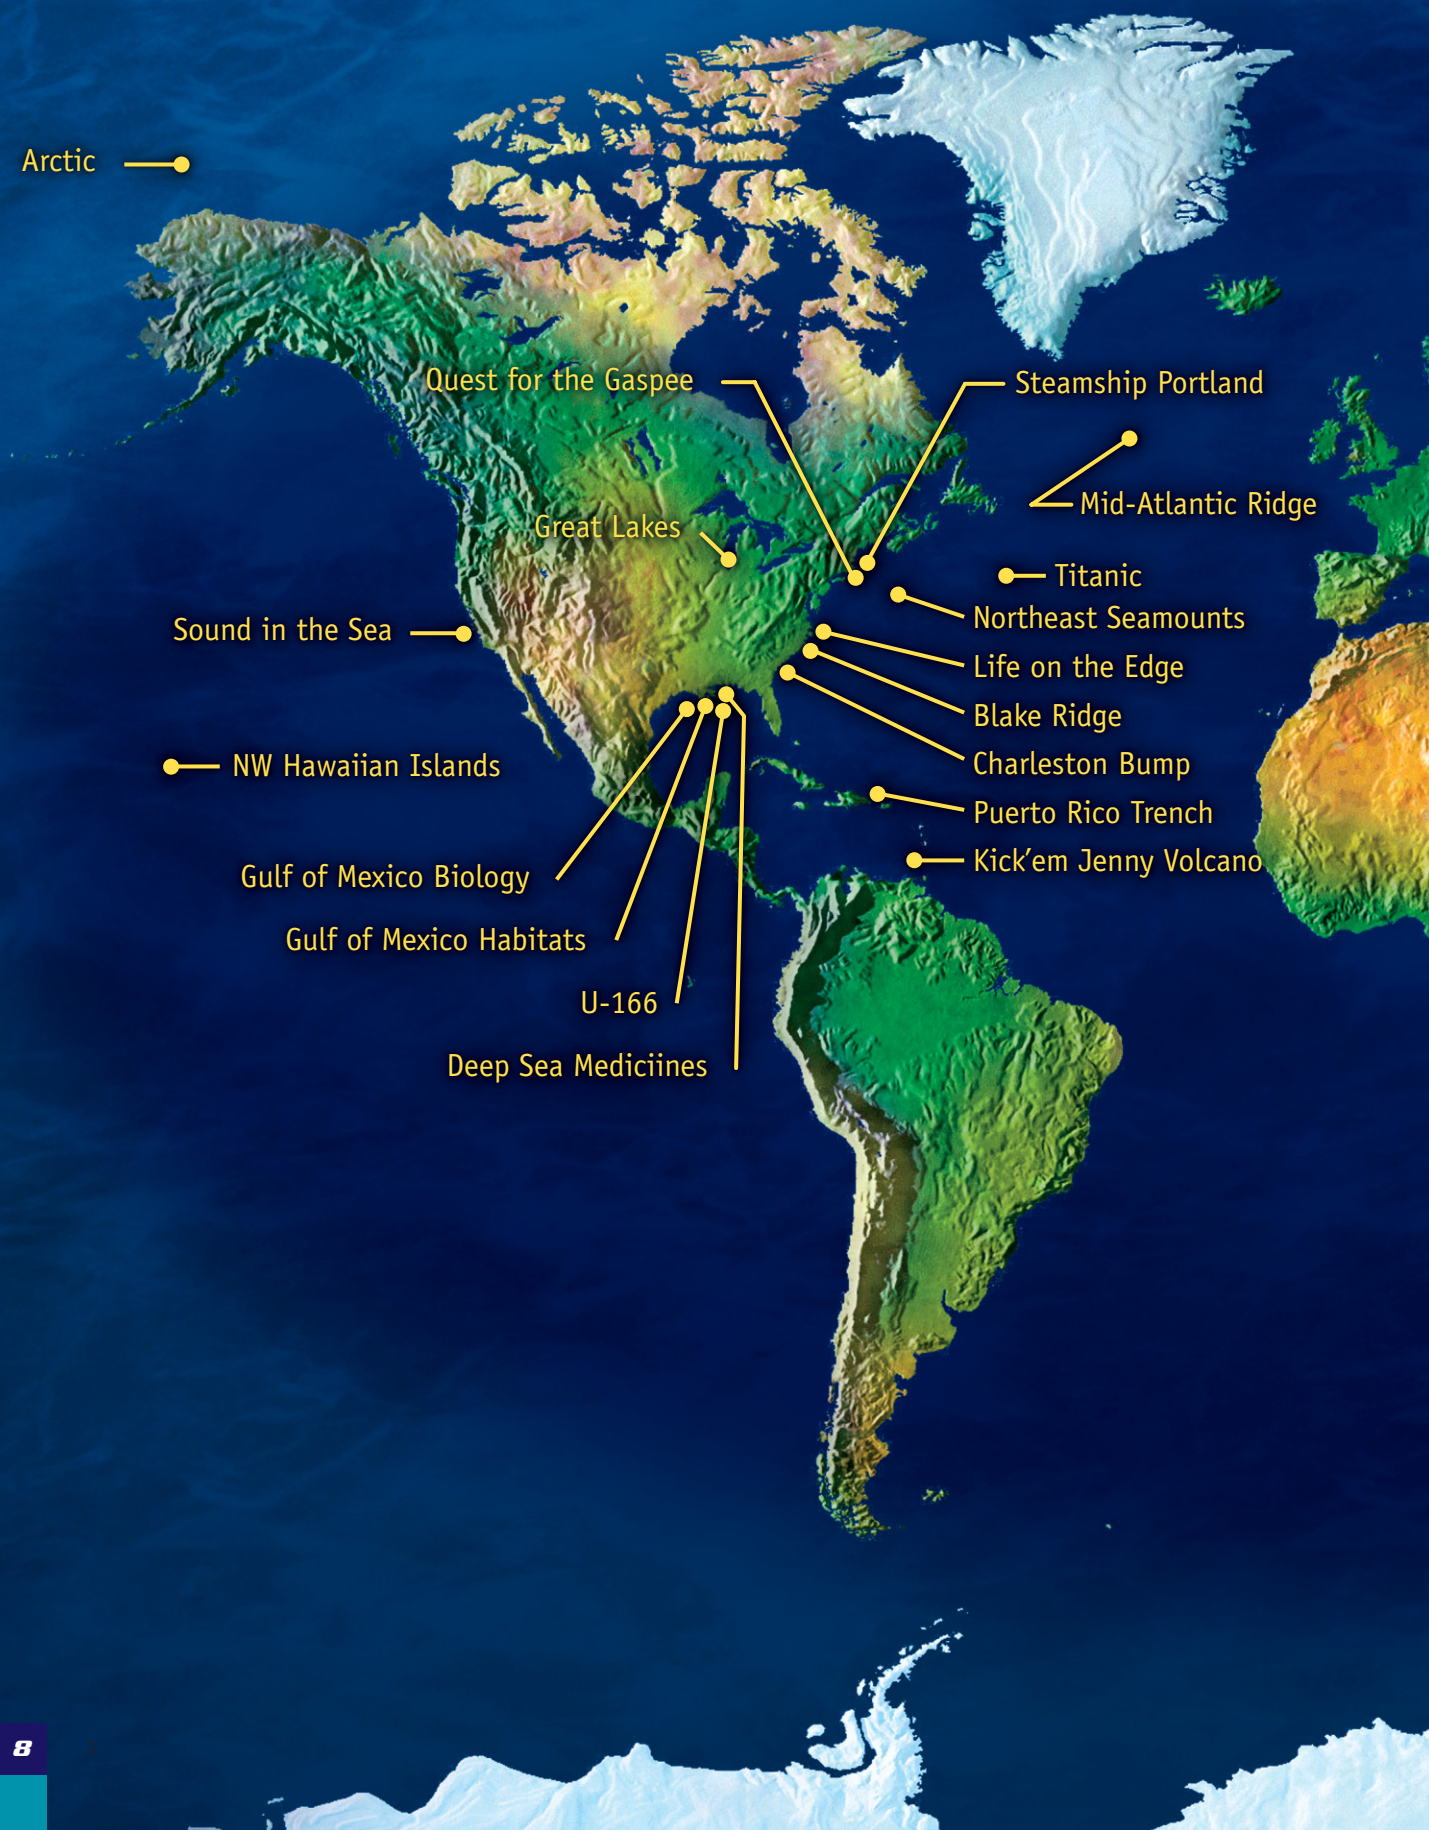 Arctic
Quest for the Gaspee
Steamship Portland
Mid-Atlantic Ridge
Great Lakes
Titanic
Northeast Seamounts
Sound in the Sea
Life on the Edge
Blake Ridge
NW Hawaiian Islands
Charleston Bump
Puerto Rico Trench
Kick’em Jenny Volcano
Gulf of Mexico Biology
Gulf of Mexico Habitats
U-166
Deep Sea Mediciines
8